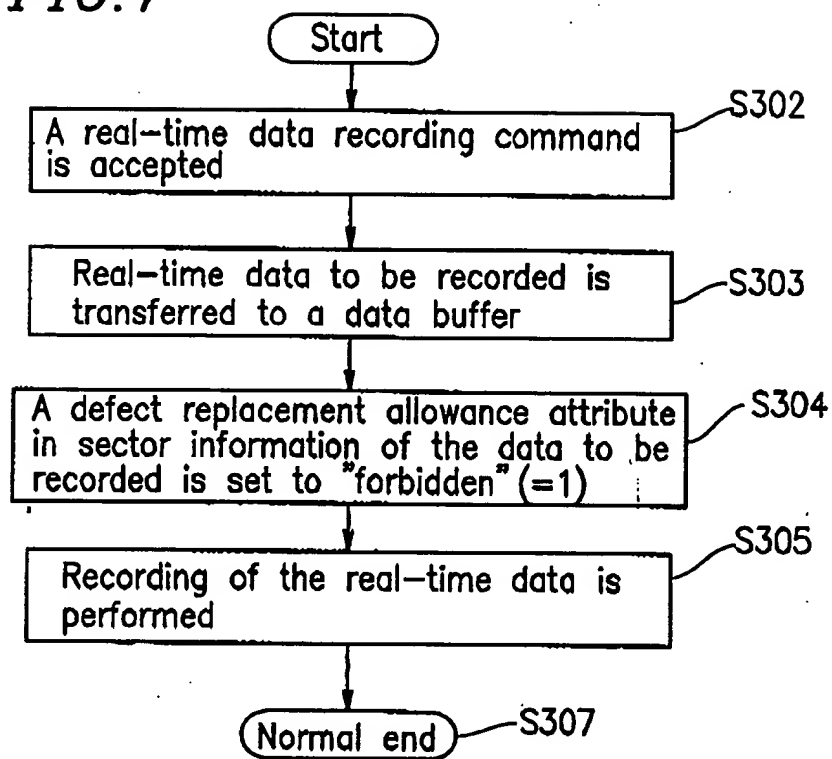 FIG. 7
Start
S302
A real-time data recording command
is accepted
Real-time data to be recorded is
transferred to a data buffer
S303
A defect replacement allowance attribute
in sector information of the data to be
recorded is set to "forbidden" (=1)
S304
S305
Recording of the real-time data is
performed
Normal end
S307